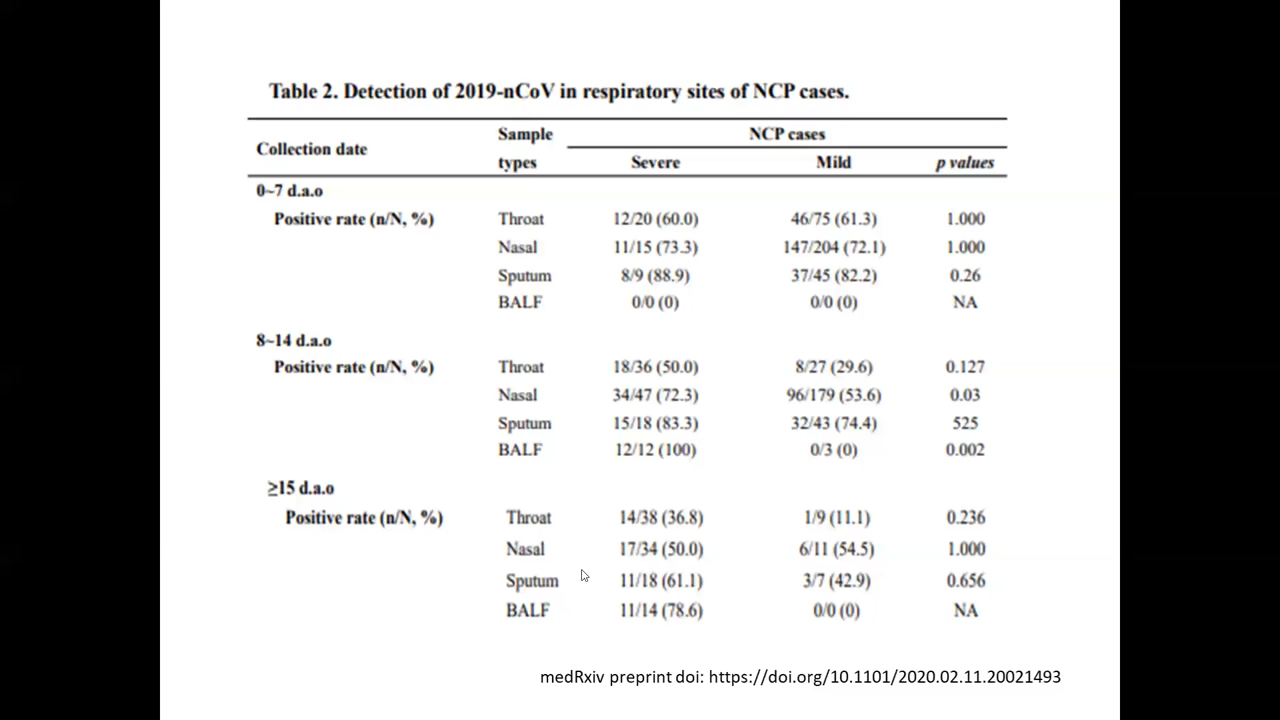 Table 2. Detection of 2019-nCoV in respiratory sites of NCP cases.
Collection date Sample types NCP cases
Severe Mild p values
0~7 d.a.o
Positive rate (n/N, %) Throat 12/20 (60.0) 46/75 (61.3) 1.000
Nasal 11/15 (73.3) 147/204 (72.1) 1.000
Sputum 8/9 (88.9) 37/45 (82.2) 0.26
BALF 0/0 (0) 0/0 (0) NA
8~14 d.a.o
Positive rate (n/N, %) Throat 18/36 (50.0) 8/27 (29.6) 0.127
Nasal 34/47 (72.3) 96/179 (53.6) 0.03
Sputum 15/18 (83.3) 32/43 (74.4) 525
BALF 12/12 (100) 0/3 (0) 0.002
≥15 d.a.o
Positive rate (n/N, %) Throat 14/38 (36.8) 1/9 (11.1) 0.236
Nasal 17/34 (50.0) 6/11 (54.5) 1.000
Sputum 11/18 (61.1) 3/7 (42.9) 0.656
BALF 11/14 (78.6) 0/0 (0) NA
medRxiv preprint doi: https://doi.org/10.1101/2020.02.11.20021493